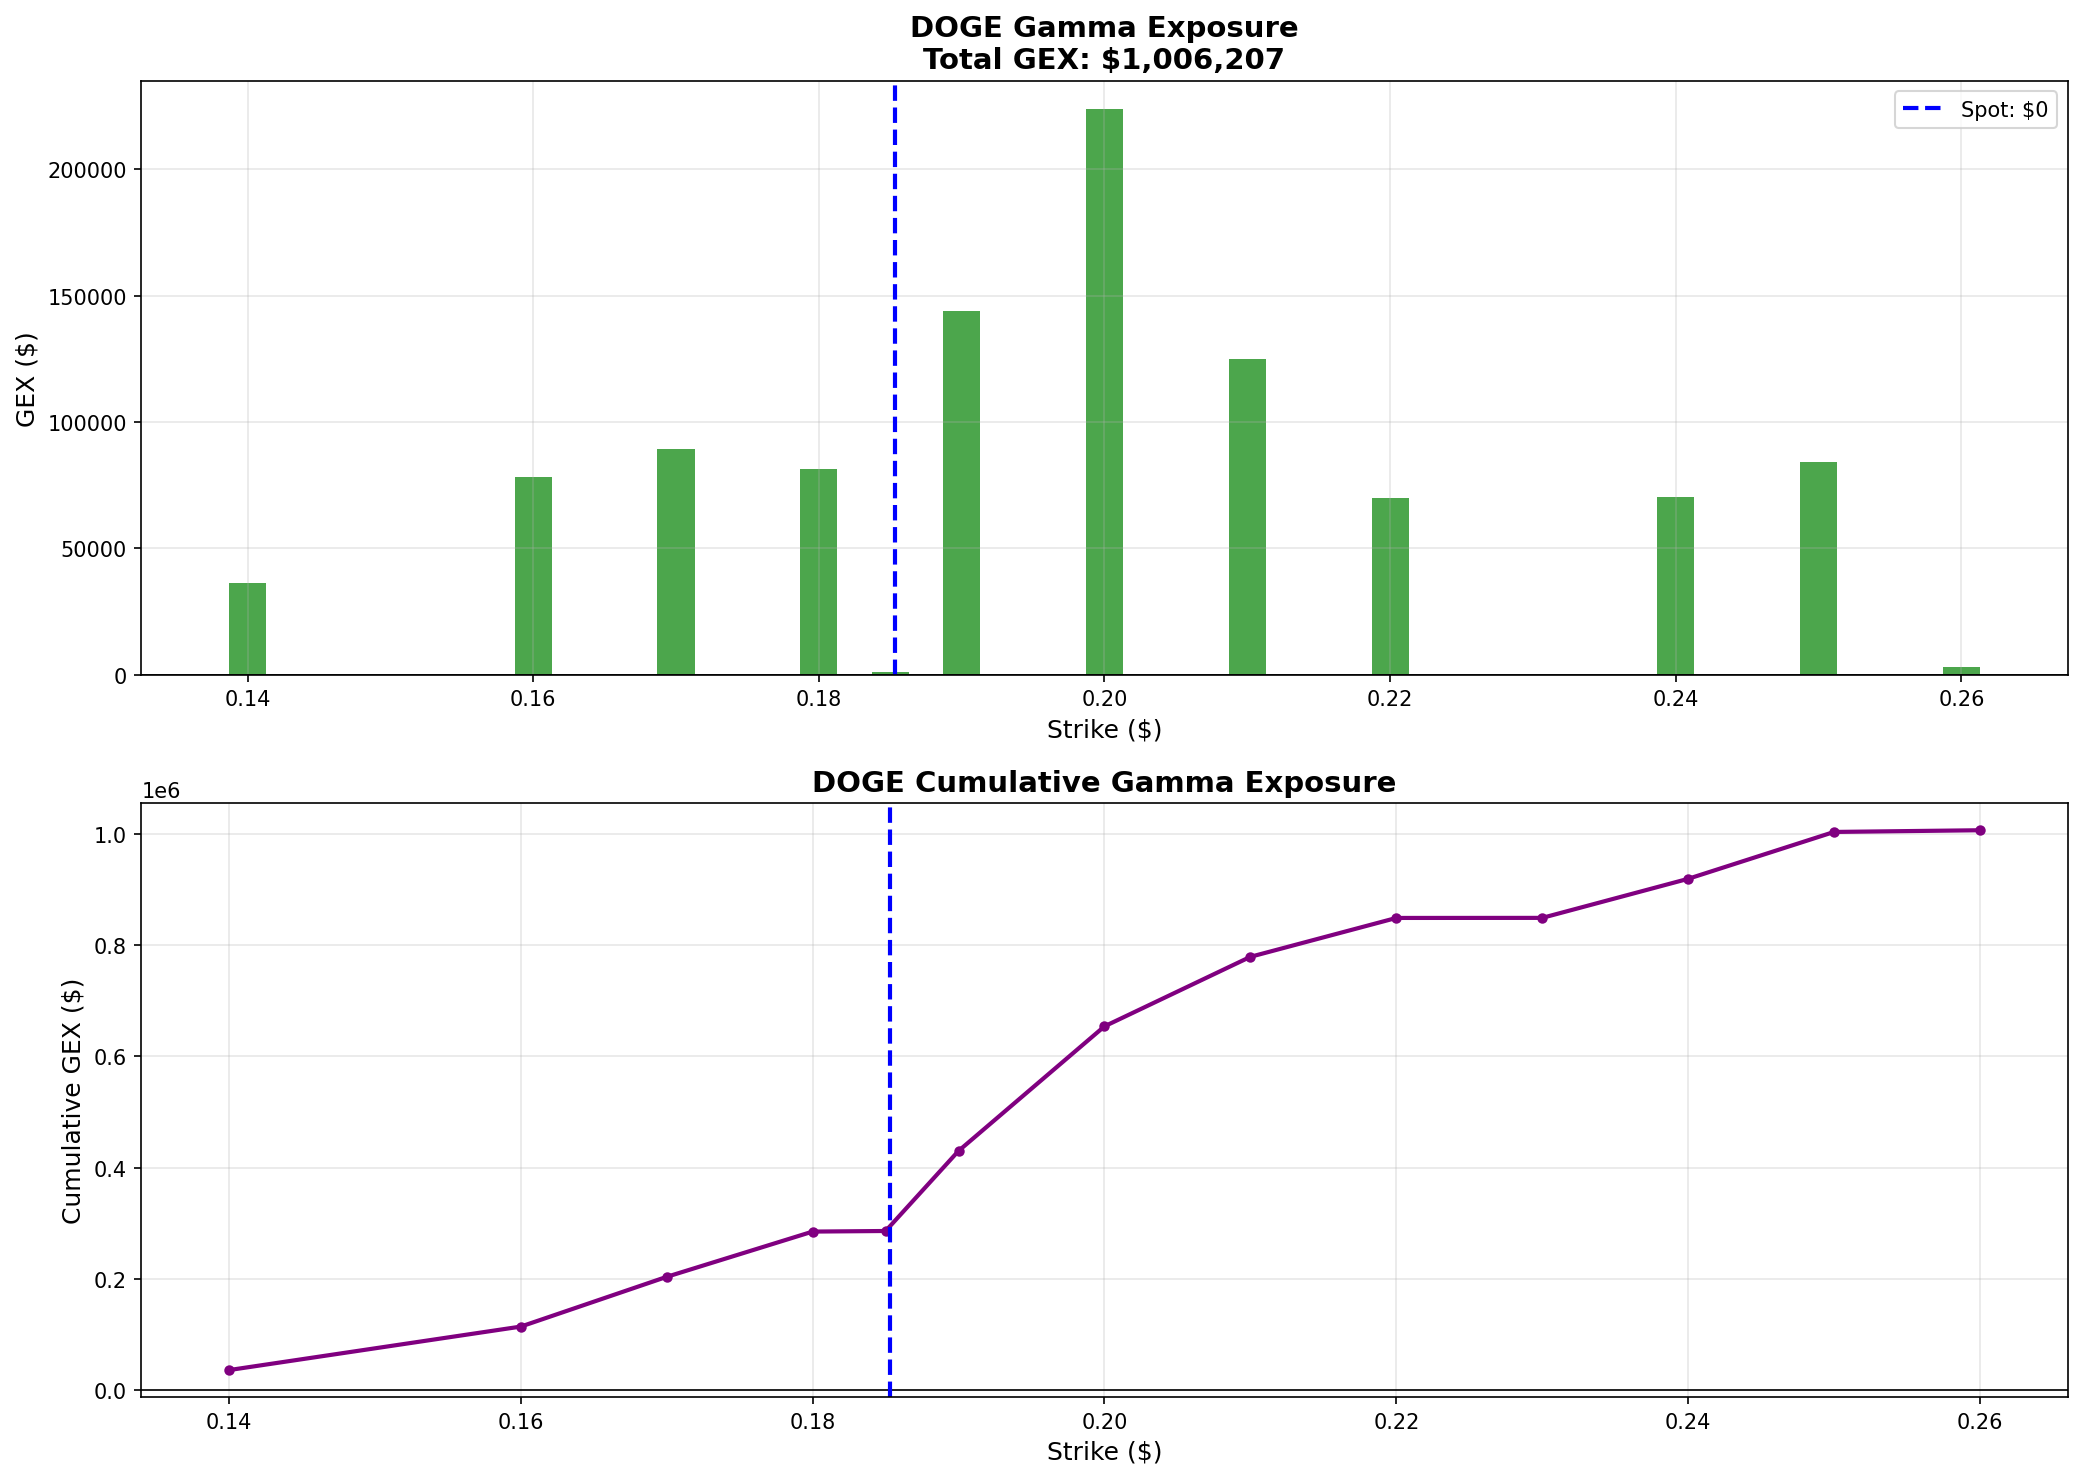 DOGE Gamma Exposure
Total GEX: $1,006,207
Spot: $0
GEX ($)
200000
150000
100000
50000
0
0.14 0.16 0.18 0.20 0.22 0.24 0.26
Strike ($)
DOGE Cumulative Gamma Exposure
1e6
Cumulative GEX ($)
1.0
0.8
0.6
0.4
0.2
0.0
0.14 0.16 0.18 0.20 0.22 0.24 0.26
Strike ($)